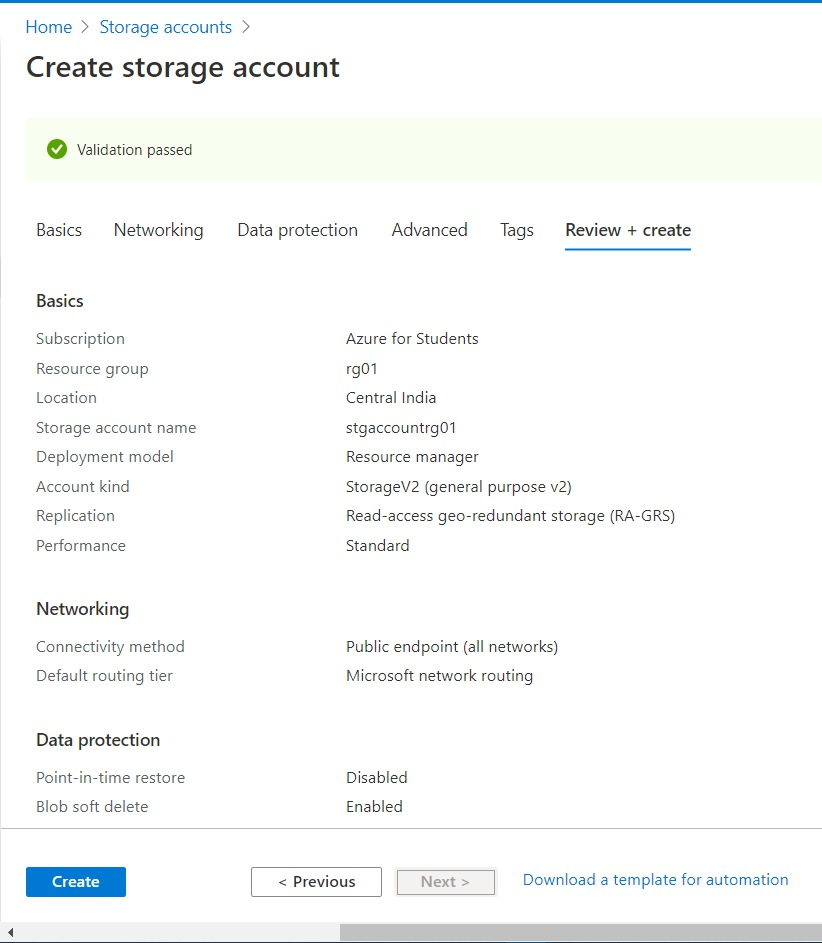 Home > Storage accounts >
Create storage account
Validation passed
Basics Networking Data protection Advanced Tags Review + create
Basics
Subscription Azure for Students
Resource group rg01
Location Central India
Storage account name stgaccountrg01
Deployment model Resource manager
Account kind StorageV2 (general purpose v2)
Replication Read-access geo-redundant storage (RA-GRS)
Performance Standard
Networking
Connectivity method Public endpoint (all networks)
Default routing tier Microsoft network routing
Data protection
Point-in-time restore Disabled
Blob soft delete Enabled
Create < Previous Next > Download a template for automation